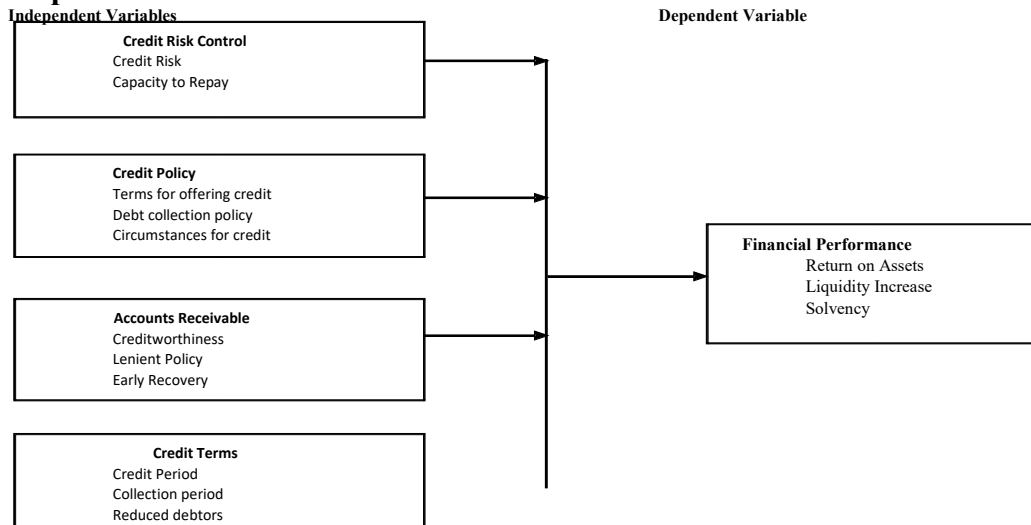 Independent Variables
Dependent Variable
Credit Risk Control
Credit Risk
Capacity to Repay
Credit Policy
Terms for offering credit
Debt collection policy
Circumstances for credit
Accounts Receivable
Creditworthiness
Lenient Policy
Early Recovery
Credit Terms
Credit Period
Collection period
Reduced debtors
Financial Performance
Return on Assets
Liquidity Increase
Solvency